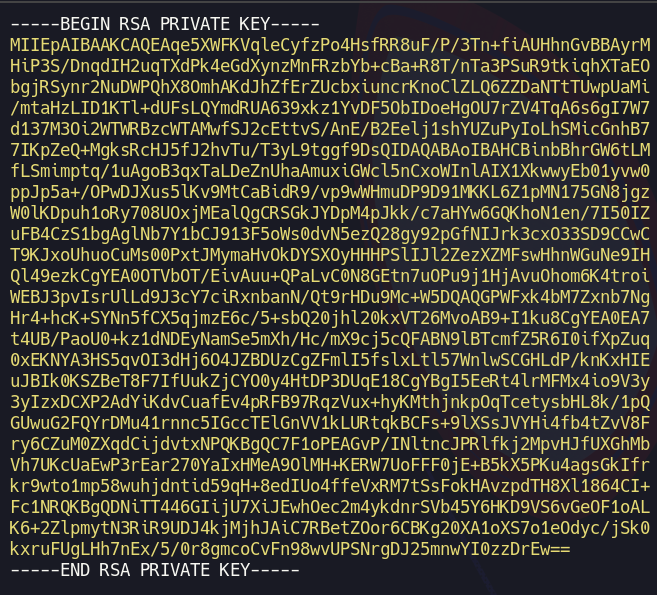 -----BEGIN RSA PRIVATE KEY-----
MIIEpAIBAAKCAQEAqe5XWFKVqleCyfzPo4HsfRR8uF/P/3Tn+fiAUHhnGvBBAyrM
HiP3S/DnqdIH2uqTXdPk4eGdXynzMnFRzbYb+cBa+R8T/nTa3PSuR9tkiqhXTaEO
bgjRSynr2NuDWPQhX8OmhAKdJhZfErZUcbxiuncrKnoClZLQ6ZZDaNTtTUwpUaMi
/mtaHzLID1KTl+dUFsLQYmdRUA639xkz1YvDF5ObIDoeHgOU7rZV4TqA6s6gI7W7
d137M3Oi2WTWRBzcWTAMwfSJ2cEttvS/AnE/B2Eelj1shYUZuPyIoLhSMicGnhB7
7IKpZeQ+MgksRcHJ5fJ2hvTu/T3yL9tggf9DsQIDAQABAoIBAHCBinbBhrGW6tLM
fLSmimptq/1uAgoB3qxTaLDeZnUhaAmuxiGWcl5nCxoWInlAIX1XkwwyEb01yvw0
ppJp5a+/OPwDJXus5lKv9MtCaBidR9/vp9wWHmuDP9D91MKKL6Z1pMN175GN8jgz
W0lKDpuh1oRy708UOxjMEalQgCRSGkJYDpM4pJkk/c7aHYw6GQKhoN1en/7I50IZ
uFB4CzS1bgAglNb7Y1bCJ913F5oWs0dvN5ezQ28gy92pGfNIJrk3cxO33SD9CCwC
T9KJxoUhuoCuMs00PxtJMymaHvOkDYSXOyHHHPSlIJl2ZezXZMFswHhnWGuNe9IH
Ql49ezkCgYEA0OTVbOT/EivAuu+QPaLvC0N8GEtn7uOPu9j1HjAvuOhom6K4troi
WEBJ3pvIsrUlLd9J3cY7ciRxnbanN/Qt9rHDu9Mc+W5DQAQGPWFxk4bM7Zxnb7Ng
Hr4+hcK+SYNn5fCX5qjmzE6c/5+sbQ20jhl20kxVT26MvoAB9+I1ku8CgYEA0EA7
t4UB/PaoU0+kz1dNDEyNamSe5mXh/Hc/mX9cj5cQFABN9lBTcmfZ5R6I0ifXpZuq
0xEKNYA3HS5qvOI3dHj6O4JZBDUzCgZFmlI5fslxLtl57WnlwSCGHLdP/knKxHIE
uJBIk0KSZBeT8F7IfUukZjCYO0y4HtDP3DUqE18CgYBgI5EeRt4lrMFMx4io9V3y
3yIzxDCXP2AdYiKdvCuafEv4pRFB97RqzVux+hyKMthjnkpOqTcetysbHL8k/1pQ
GUwuG2FQYrDMu41rnnc5IGccTElGnVV1kLURtqkBCFs+9lXSsJVYHi4fb4tZvV8F
ry6CZuM0ZXqdCijdvtxNPQKBgQC7F1oPEAGvP/INltncJPRlfkj2MpvHJfUXGhMb
Vh7UKcUaEwP3rEar270YaIxHMeA9OlMH+KERW7UoFFF0jE+B5kX5PKu4agsGkIfr
kr9wto1mp58wuhjdntid59qH+8edIUo4ffeVxRM7tSsFokHAvzpdTH8Xl1864CI+
Fc1NRQKBgQDNiTT446GIijU7XiJEwhOec2m4ykdnrSVb45Y6HKD9VS6vGeOF1oAL
K6+2ZlpmytN3RiR9UDJ4kjMjhJAiC7RBetZOor6CBKg20XA1oXS7o1eOdyc/jSk0
kxruFUgLHh7nEx/5/0r8gmcoCvFn98wvUPSNrgDJ25mnwYI0zzDrEw==
-----END RSA PRIVATE KEY-----